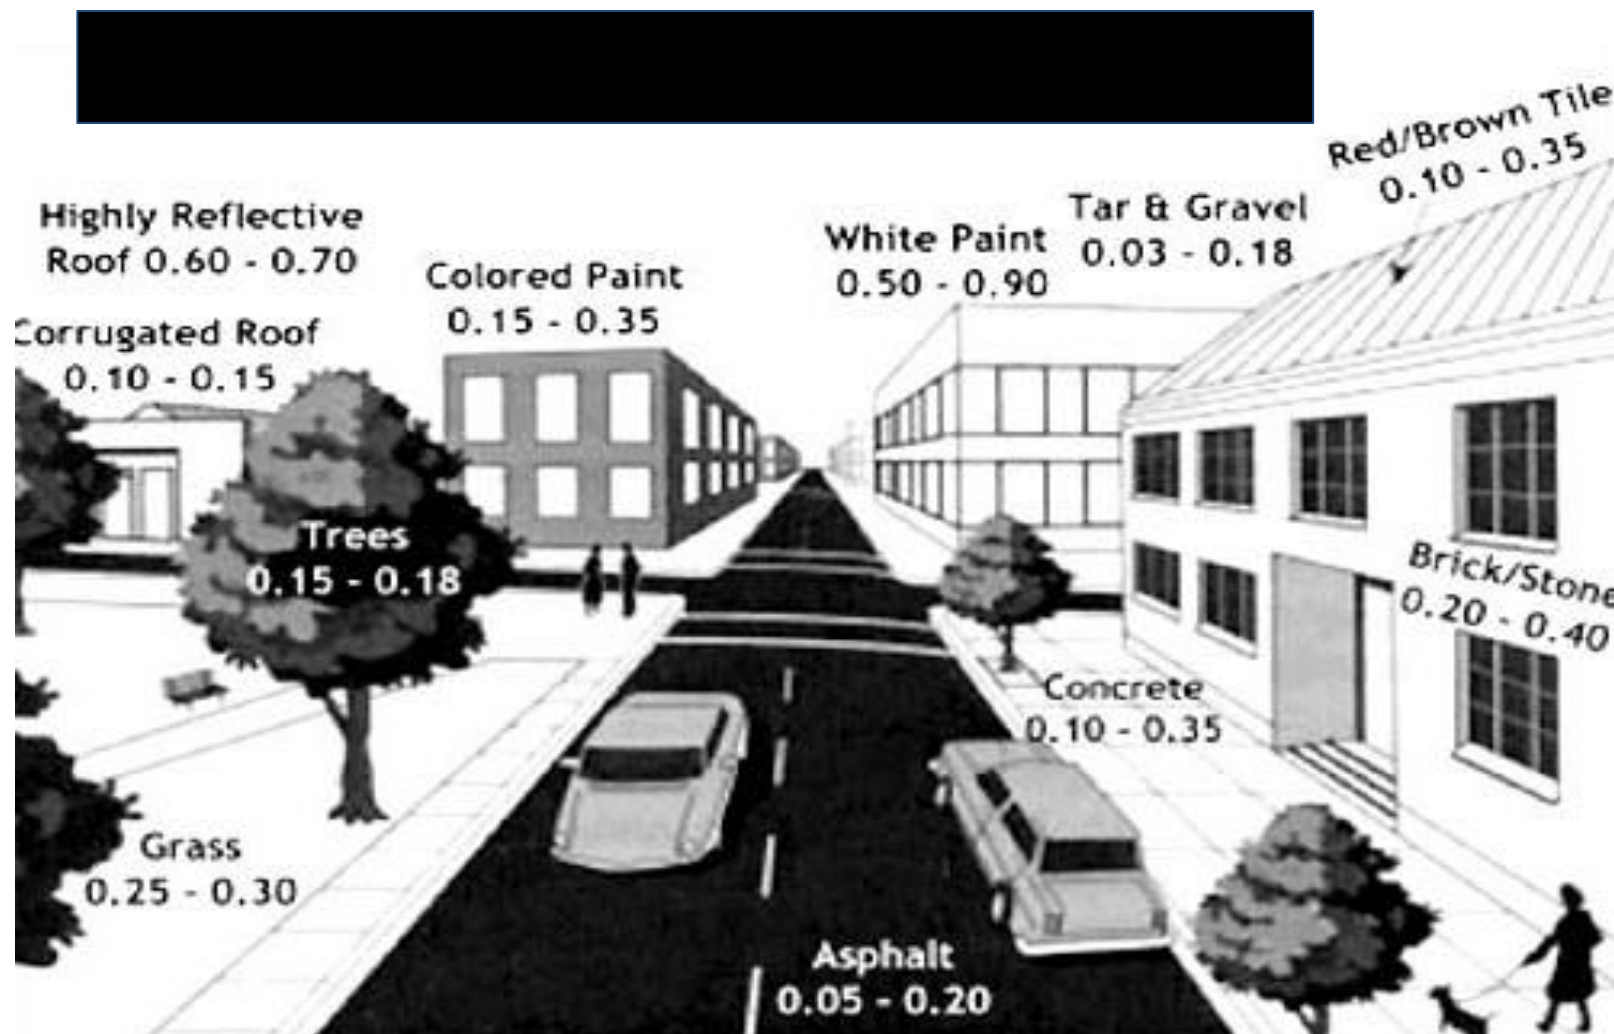 Highly Reflective
Roof 0.60 - 0.70
Corrugated Roof
0.10 - 0.15
Colored Paint
0.15 - 0.35
White Paint
0.50 - 0.90
Tar & Gravel
0.03 - 0.18
Red/Brown Tile
0.10 - 0.35
Trees
0.15 - 0.18
Brick/Stone
0.20 - 0.40
Concrete
0.10 - 0.35
Grass
0.25 - 0.30
Asphalt
0.05 - 0.20